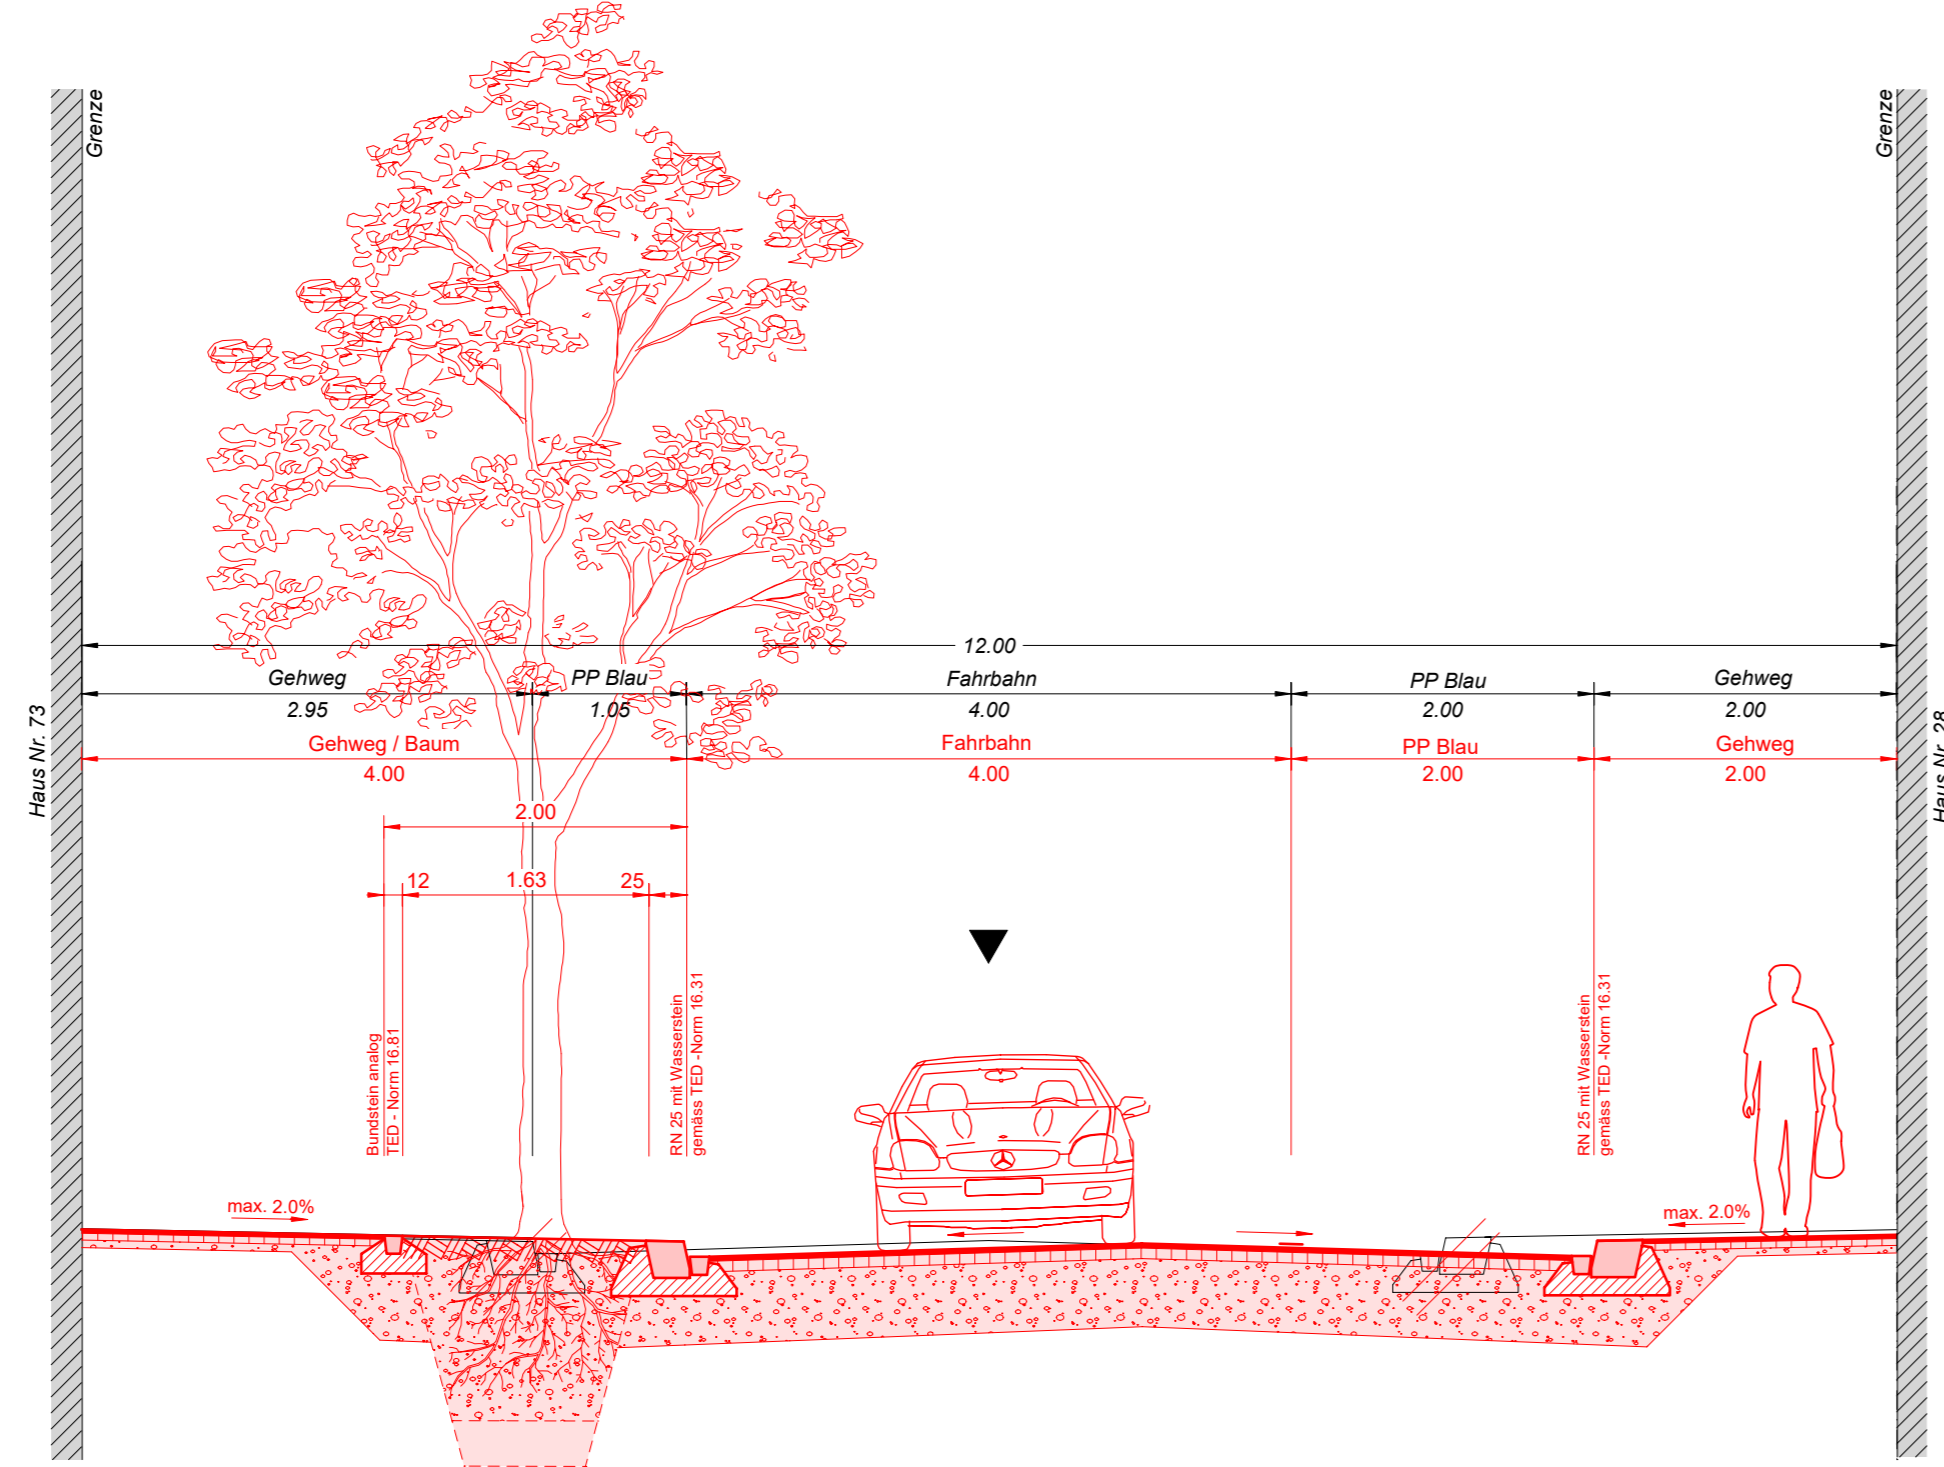 Grenze
Grenze
12.00
Gehweg
PP Blau
Fahrbahn
PP Blau
Gehweg
2.95
1.05
4.00
2.00
2.00
Gehweg / Baum
Fahrbahn
PP Blau
Gehweg
4.00
4.00
2.00
2.00
Haus Nr. 73
Haus Nr. 28
2.00
12
1.63
25
Bundstein analog
TED - Norm 16.81
RN 25 mit Wasserstein
gemäss TED -Norm 16.31
RN 25 mit Wasserstein
gemäss TED -Norm 16.31
max. 2.0%
max. 2.0%